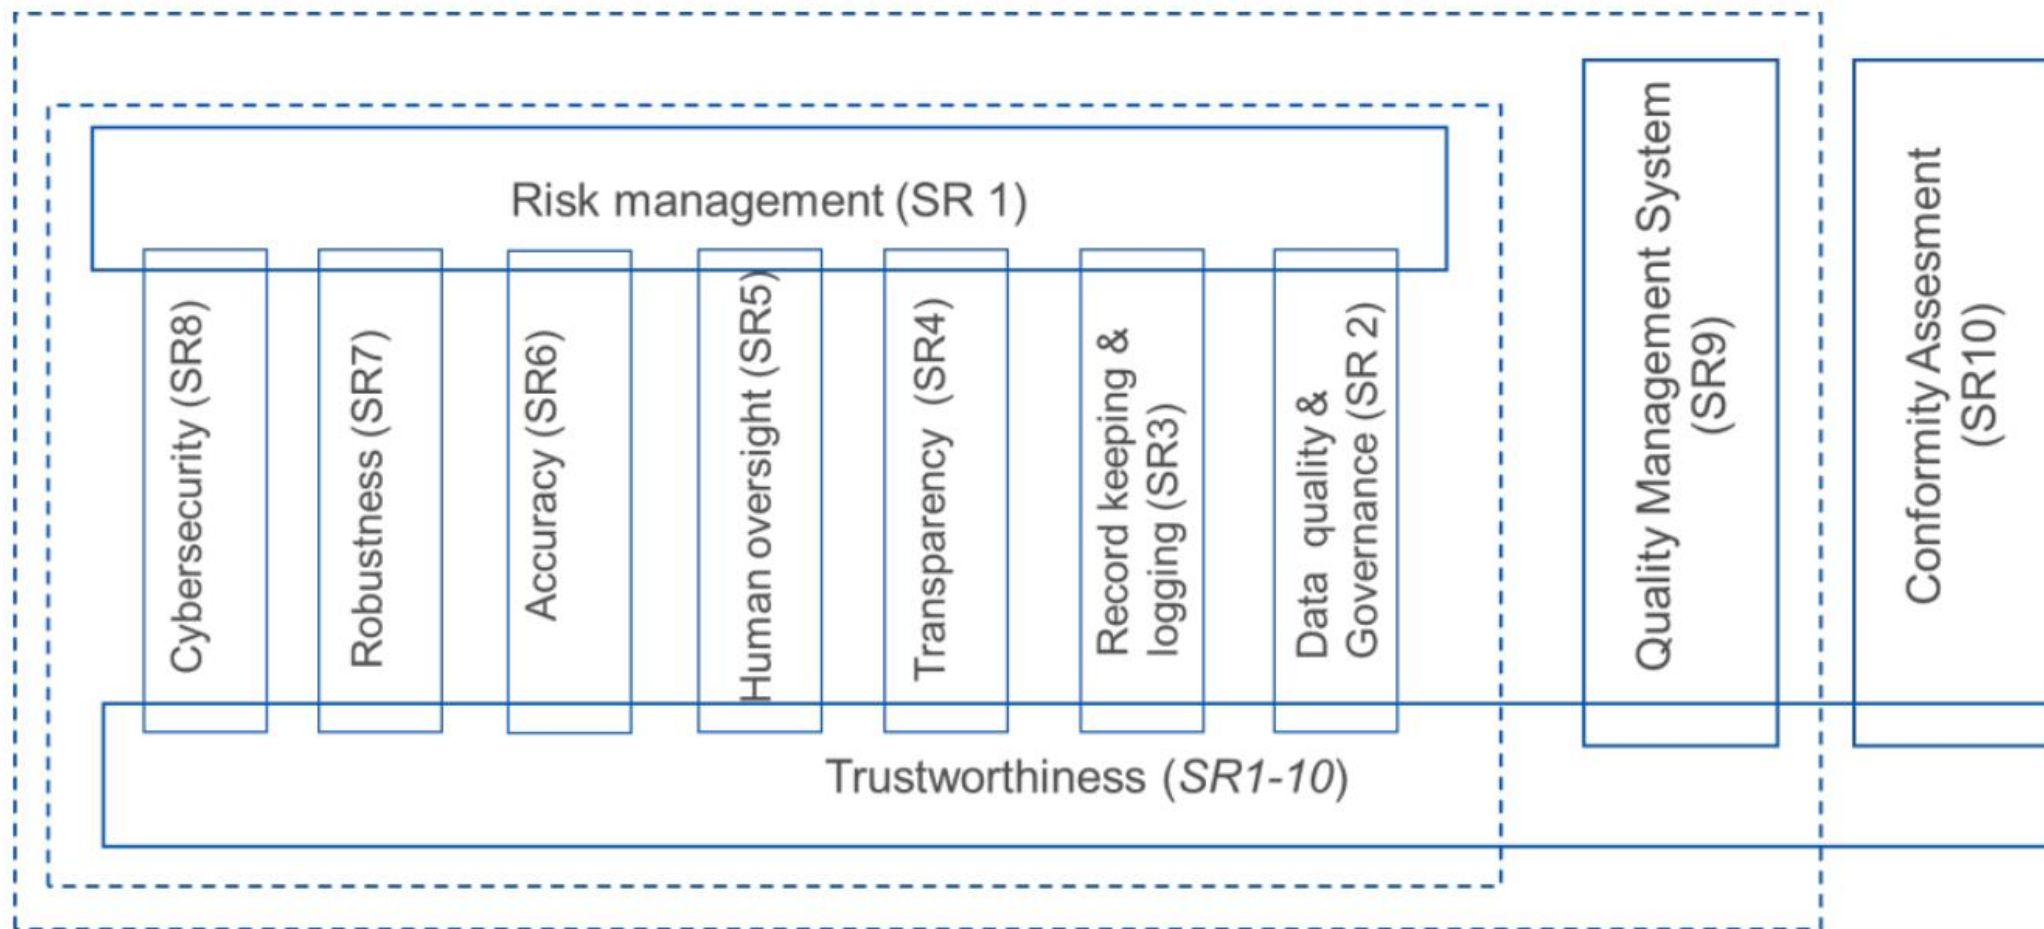 Risk management (SR 1)
Cybersecurity (SR8)
Robustness (SR7)
Accuracy (SR6)
Human oversight (SR5)
Transparency (SR4)
Record keeping &
logging (SR3)
Data quality &
Governance (SR 2)
Quality Management System
(SR9)
Conformity Assessment
(SR10)
Trustworthiness (SR1-10)